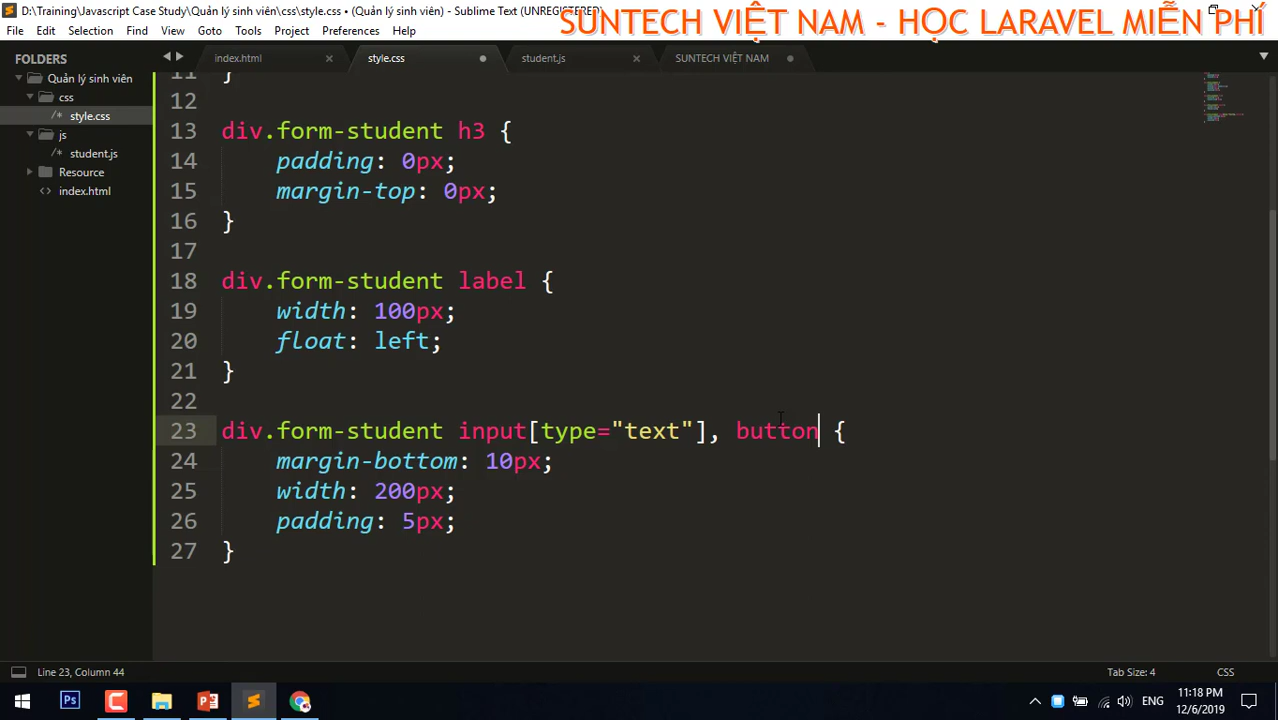 D:\Training\Javascript Case Study\Quản lý sinh viên\css\style.css • (Quản lý sinh viên) - Sublime Text (UNREGISTERED)
SUNTECH VIỆT NAM - HỌC LARAVEL MIỄN PHÍ
File Edit Selection Find View Goto Tools Project Preferences Help
FOLDERS
Quản lý sinh viên
css
/* style.css
js
/* student.js
Resource
<> index.html
index.html × style.css • student.js × SUNTECH VIỆT NAM •
11 }
12
13 div.form-student h3 {
14 padding: 0px;
15 margin-top: 0px;
16 }
17
18 div.form-student label {
19 width: 100px;
20 float: left;
21 }
22
23 div.form-student input[type="text"], button {
24 margin-bottom: 10px;
25 width: 200px;
26 padding: 5px;
27 }
Line 23, Column 44
Tab Size: 4 CSS
Ps
ENG
11:18 PM
12/6/2019